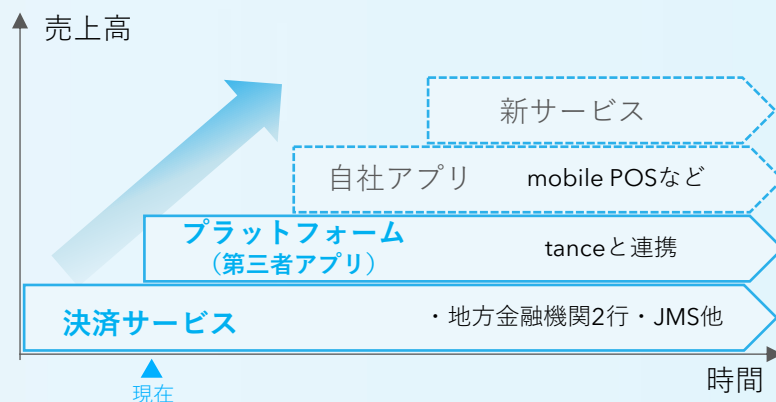 売上高
新サービス
自社アプリ mobile POSなど
プラットフォーム
（第三者アプリ） tanceと連携
決済サービス ・地方金融機関2行・JMS他
時間
現在